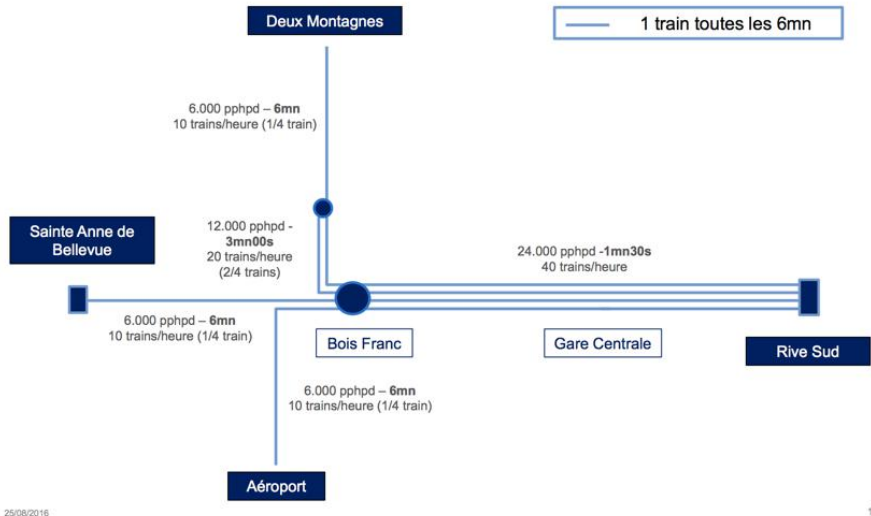 Deux Montagnes
1 train toutes les 6mn
6.000 pphpd – 6mn
10 trains/heure (1/4 train)
Sainte Anne de
Bellevue
12.000 pphpd -
3mn00s
20 trains/heure
(2/4 trains)
24.000 pphpd -1mn30s
40 trains/heure
6.000 pphpd – 6mn
10 trains/heure (1/4 train)
Bois Franc
Gare Centrale
Rive Sud
6.000 pphpd – 6mn
10 trains/heure (1/4 train)
Aéroport
25/08/2016
1